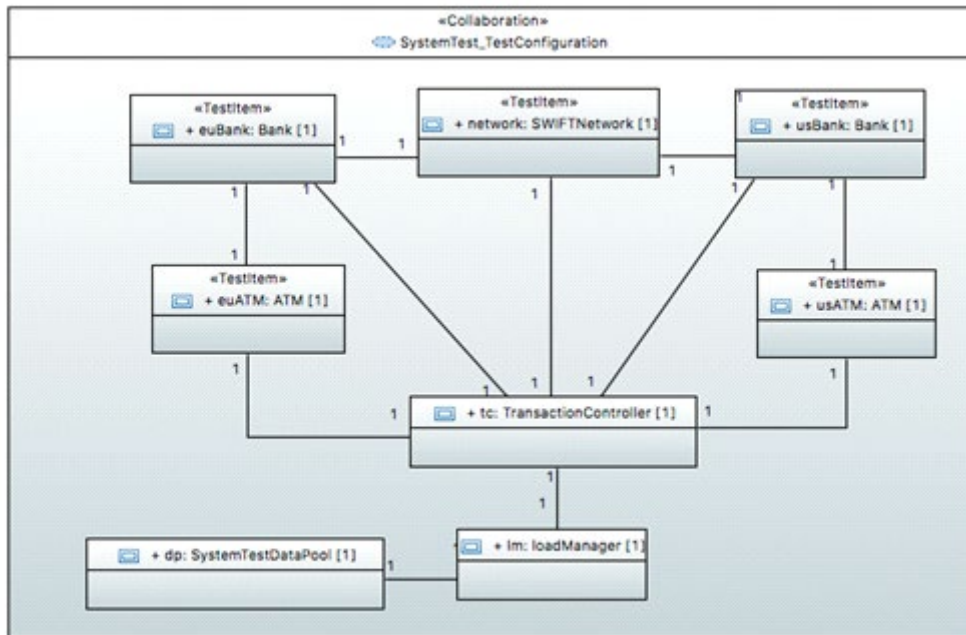 «Collaboration»
SystemTest_TestConfiguration
«TestItem»
+ euBank: Bank [1]
«TestItem»
+ network: SWIFTNetwork [1]
1
«TestItem»
+ usBank: Bank [1]
1
1
1
1
1
1
1
1
1
1
«TestItem»
+ euATM: ATM [1]
«TestItem»
+ usATM: ATM [1]
1
1
1
1
1
1
1
+ tc: TransactionController [1]
1
1
+ lm: loadManager [1]
+ dp: SystemTestDataPool [1]
1